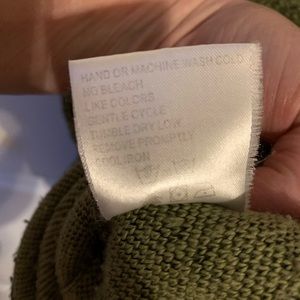 HAND OR MACHINE WASH COLD
NO BLEACH
LIKE COLORS
GENTLE CYCLE
TUMBLE DRY LOW
REMOVE PROMPTLY
COOL IRON